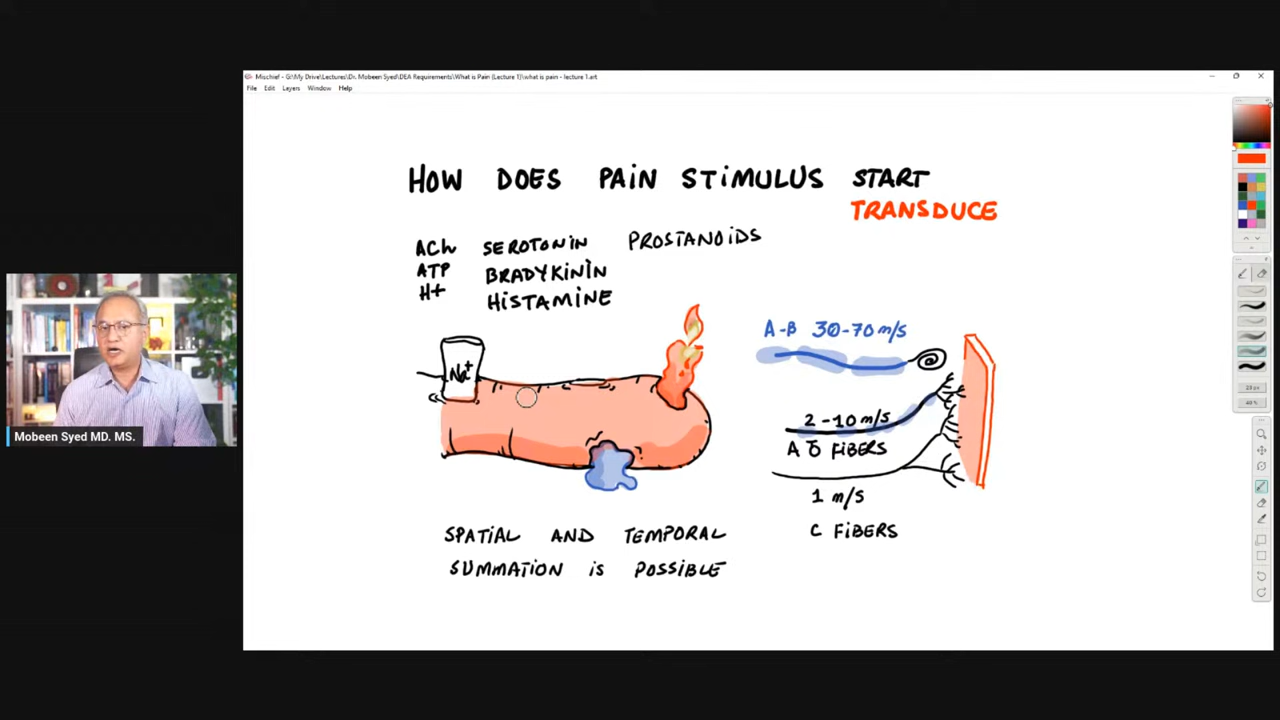 Mischief - G:\My Drive\Lectures\Dr. Mobeen Syed\DEA Requirements\What is Pain (Lecture 1)\what is pain - lecture 1.art
File Edit Layers Window Help
HOW DOES PAIN STIMULUS START
TRANSDUCE
ACh SEROTONIN PROSTANOIDS
ATP BRADYKININ
H+ HISTAMINE
Na+
A-B 30-70 m/s
2-10 m/s
A δ FIBERS
1 m/s
C FIBERS
SPATIAL AND TEMPORAL
SUMMATION is POSSIBLE
Mobeen Syed MD. MS.